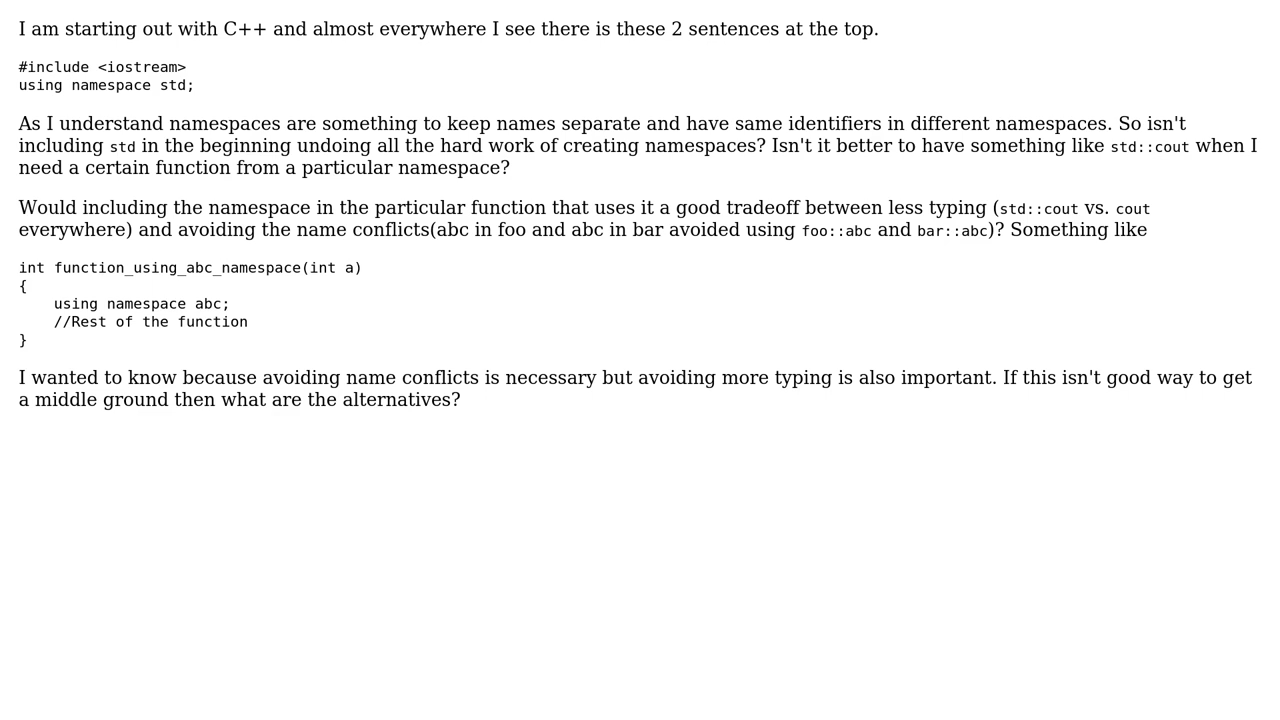 I am starting out with C++ and almost everywhere I see there is these 2 sentences at the top.
#include <iostream>
using namespace std;
As I understand namespaces are something to keep names separate and have same identifiers in different namespaces. So isn't
including std in the beginning undoing all the hard work of creating namespaces? Isn't it better to have something like std::cout when I
need a certain function from a particular namespace?
Would including the namespace in the particular function that uses it a good tradeoff between less typing (std::cout vs. cout
everywhere) and avoiding the name conflicts(abc in foo and abc in bar avoided using foo::abc and bar::abc)? Something like
int function_using_abc_namespace(int a)
{
    using namespace abc;
    //Rest of the function
}
I wanted to know because avoiding name conflicts is necessary but avoiding more typing is also important. If this isn't good way to get
a middle ground then what are the alternatives?